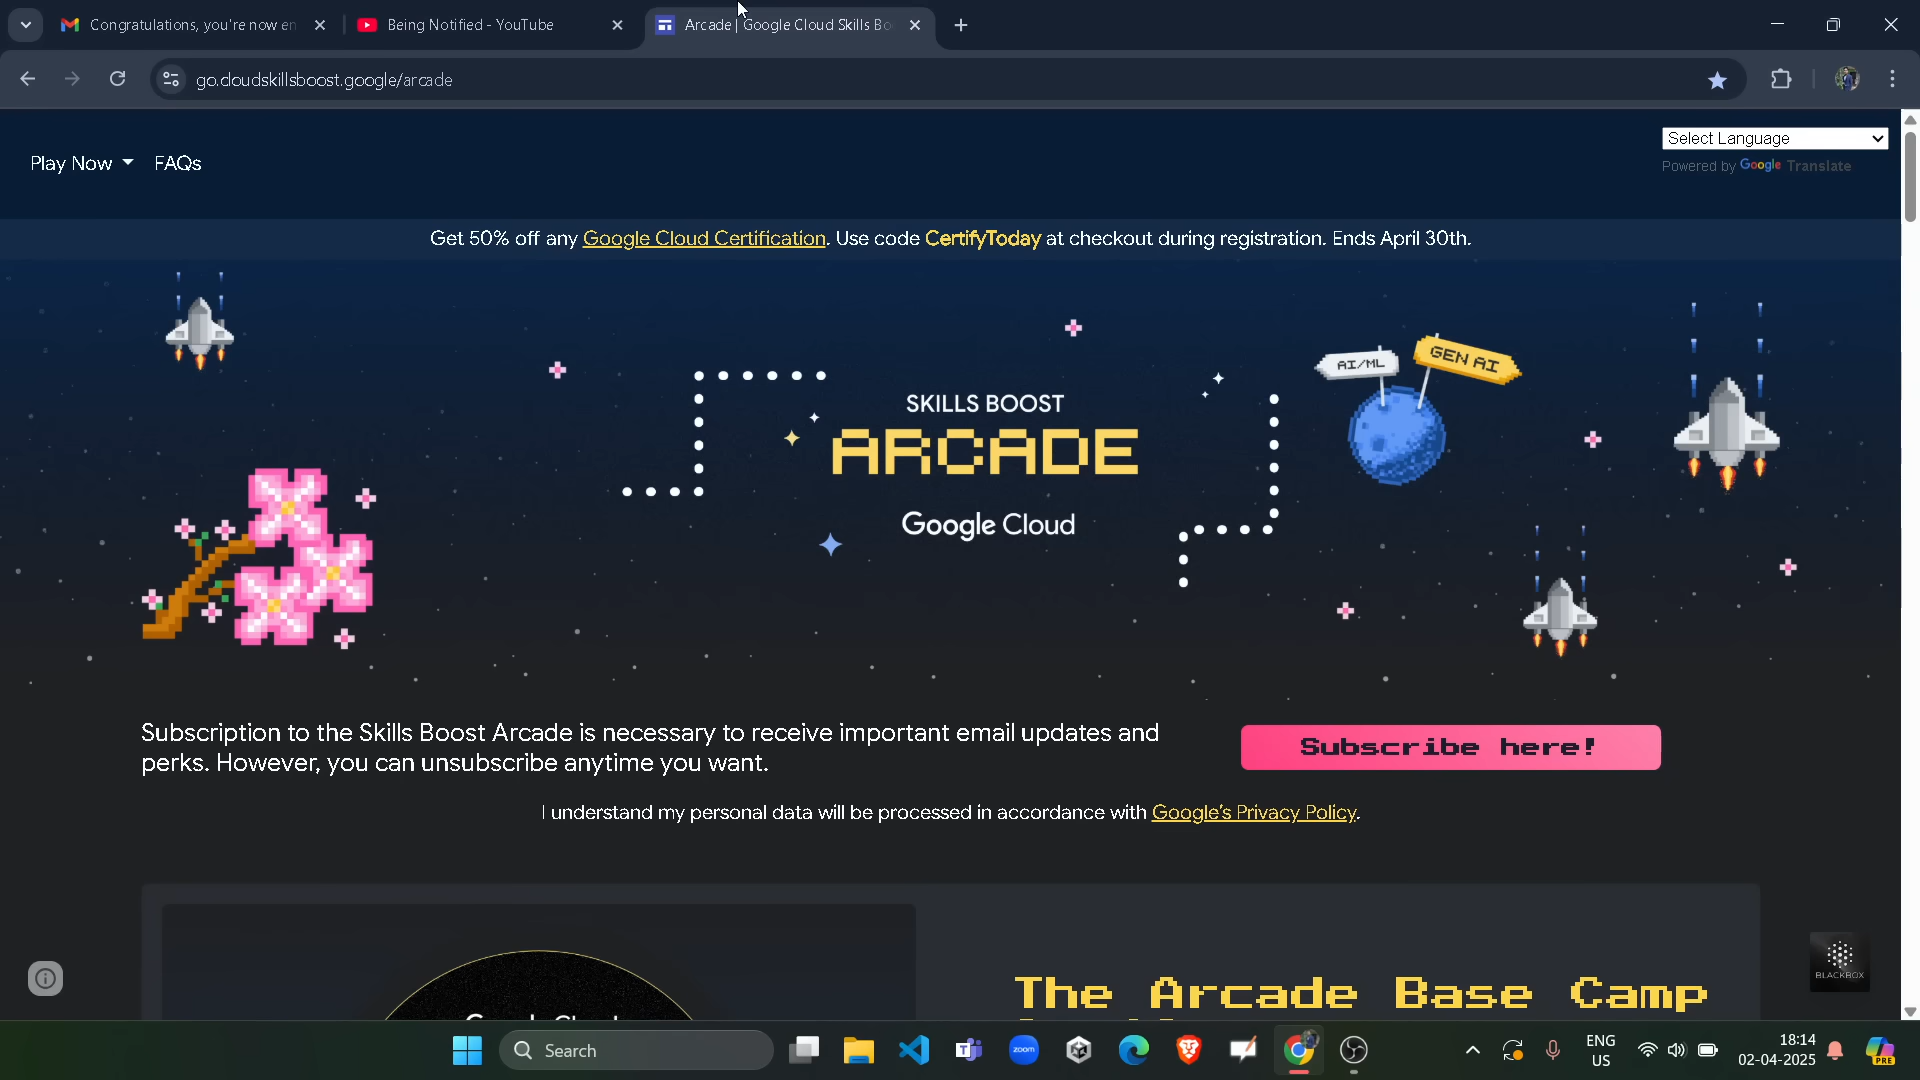 Congratulations, you're now en
Being Notified - YouTube
Arcade | Google Cloud Skills Bo
go.cloudskillsboost.google/arcade
Play Now
FAQs
Select Language
Powered by Google Translate
Get 50% off any Google Cloud Certification. Use code CertifyToday at checkout during registration. Ends April 30th.
AI/ML
GEN AI
SKILLS BOOST
ARCADE
Google Cloud
Subscription to the Skills Boost Arcade is necessary to receive important email updates and
perks. However, you can unsubscribe anytime you want.
Subscribe here!
I understand my personal data will be processed in accordance with Google's Privacy Policy.
BLACKBOX
The Arcade Base Camp
Search
zoom
ENG
US
18:14
02-04-2025
PRE